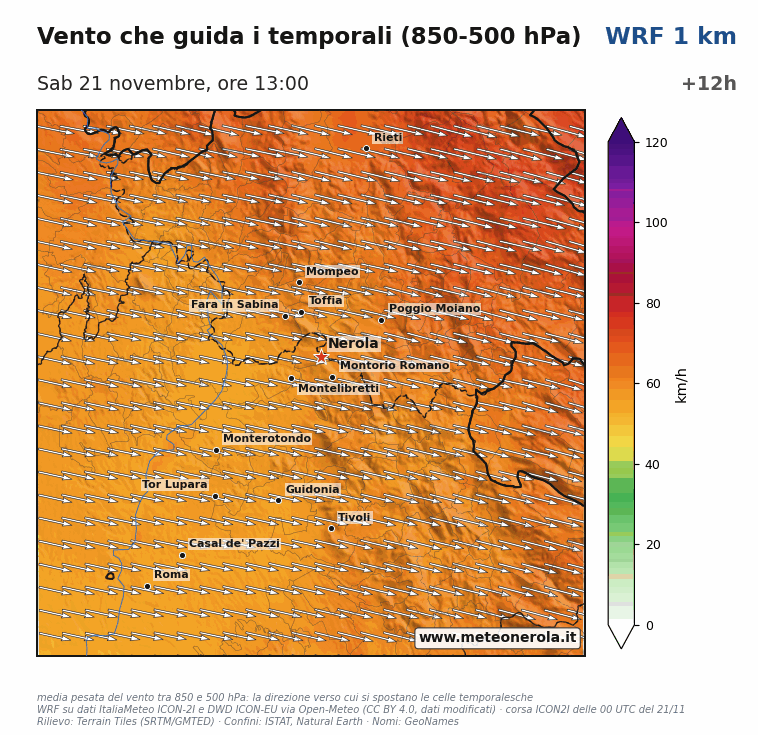 Vento che guida i temporali (850-500 hPa) WRF 1 km
Sab 21 novembre, ore 13:00 +12h
Rieti
Mompeo
Toffia
Fara in Sabina
Poggio Moiano
Nerola
Montorio Romano
Montelibretti
Monterotondo
Tor Lupara
Guidonia
Tivoli
Casal de' Pazzi
Roma
www.meteonerola.it
120
100
80
60
40
20
0
km/h
media pesata del vento tra 850 e 500 hPa: la direzione verso cui si spostano le celle temporalesche
WRF su dati ItaliaMeteo ICON-2I e DWD ICON-EU via Open-Meteo (CC BY 4.0, dati modificati) · corsa ICON2I delle 00 UTC del 21/11
Rilievo: Terrain Tiles (SRTM/GMTED) · Confini: ISTAT, Natural Earth · Nomi: GeoNames